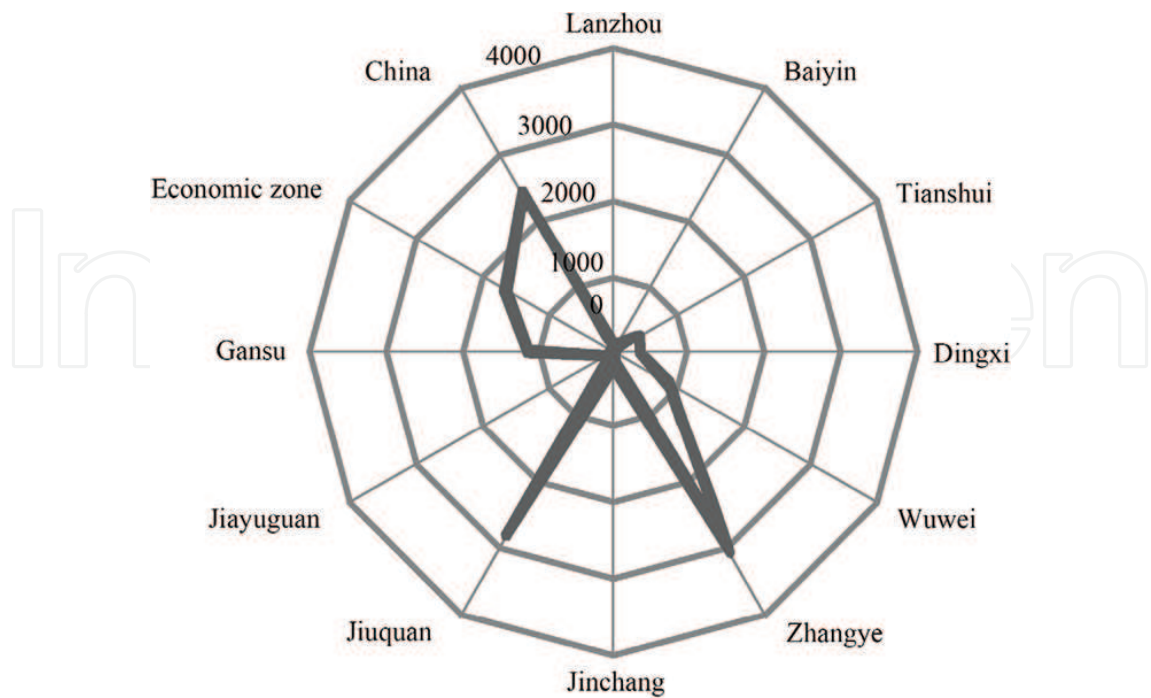 Lanzhou
4000
China
Baiyin
3000
Economic zone
2000
Tianshui
1000
0
Gansu
Dingxi
Jiayuguan
Wuwei
Jiuquan
Zhangye
Jinchang